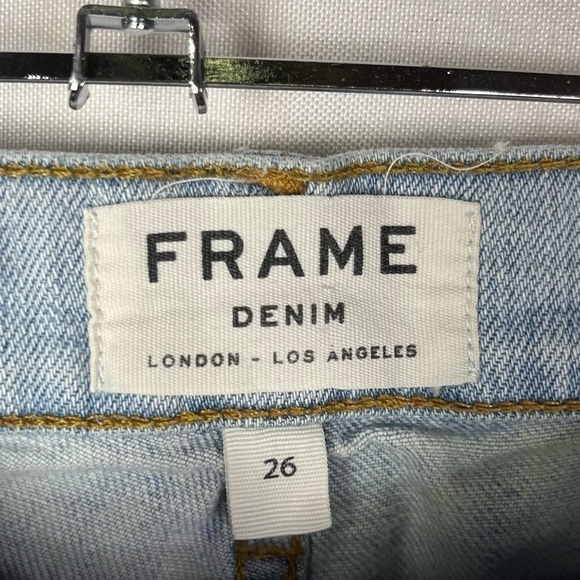 FRAME
DENIM
LONDON - LOS ANGELES
26